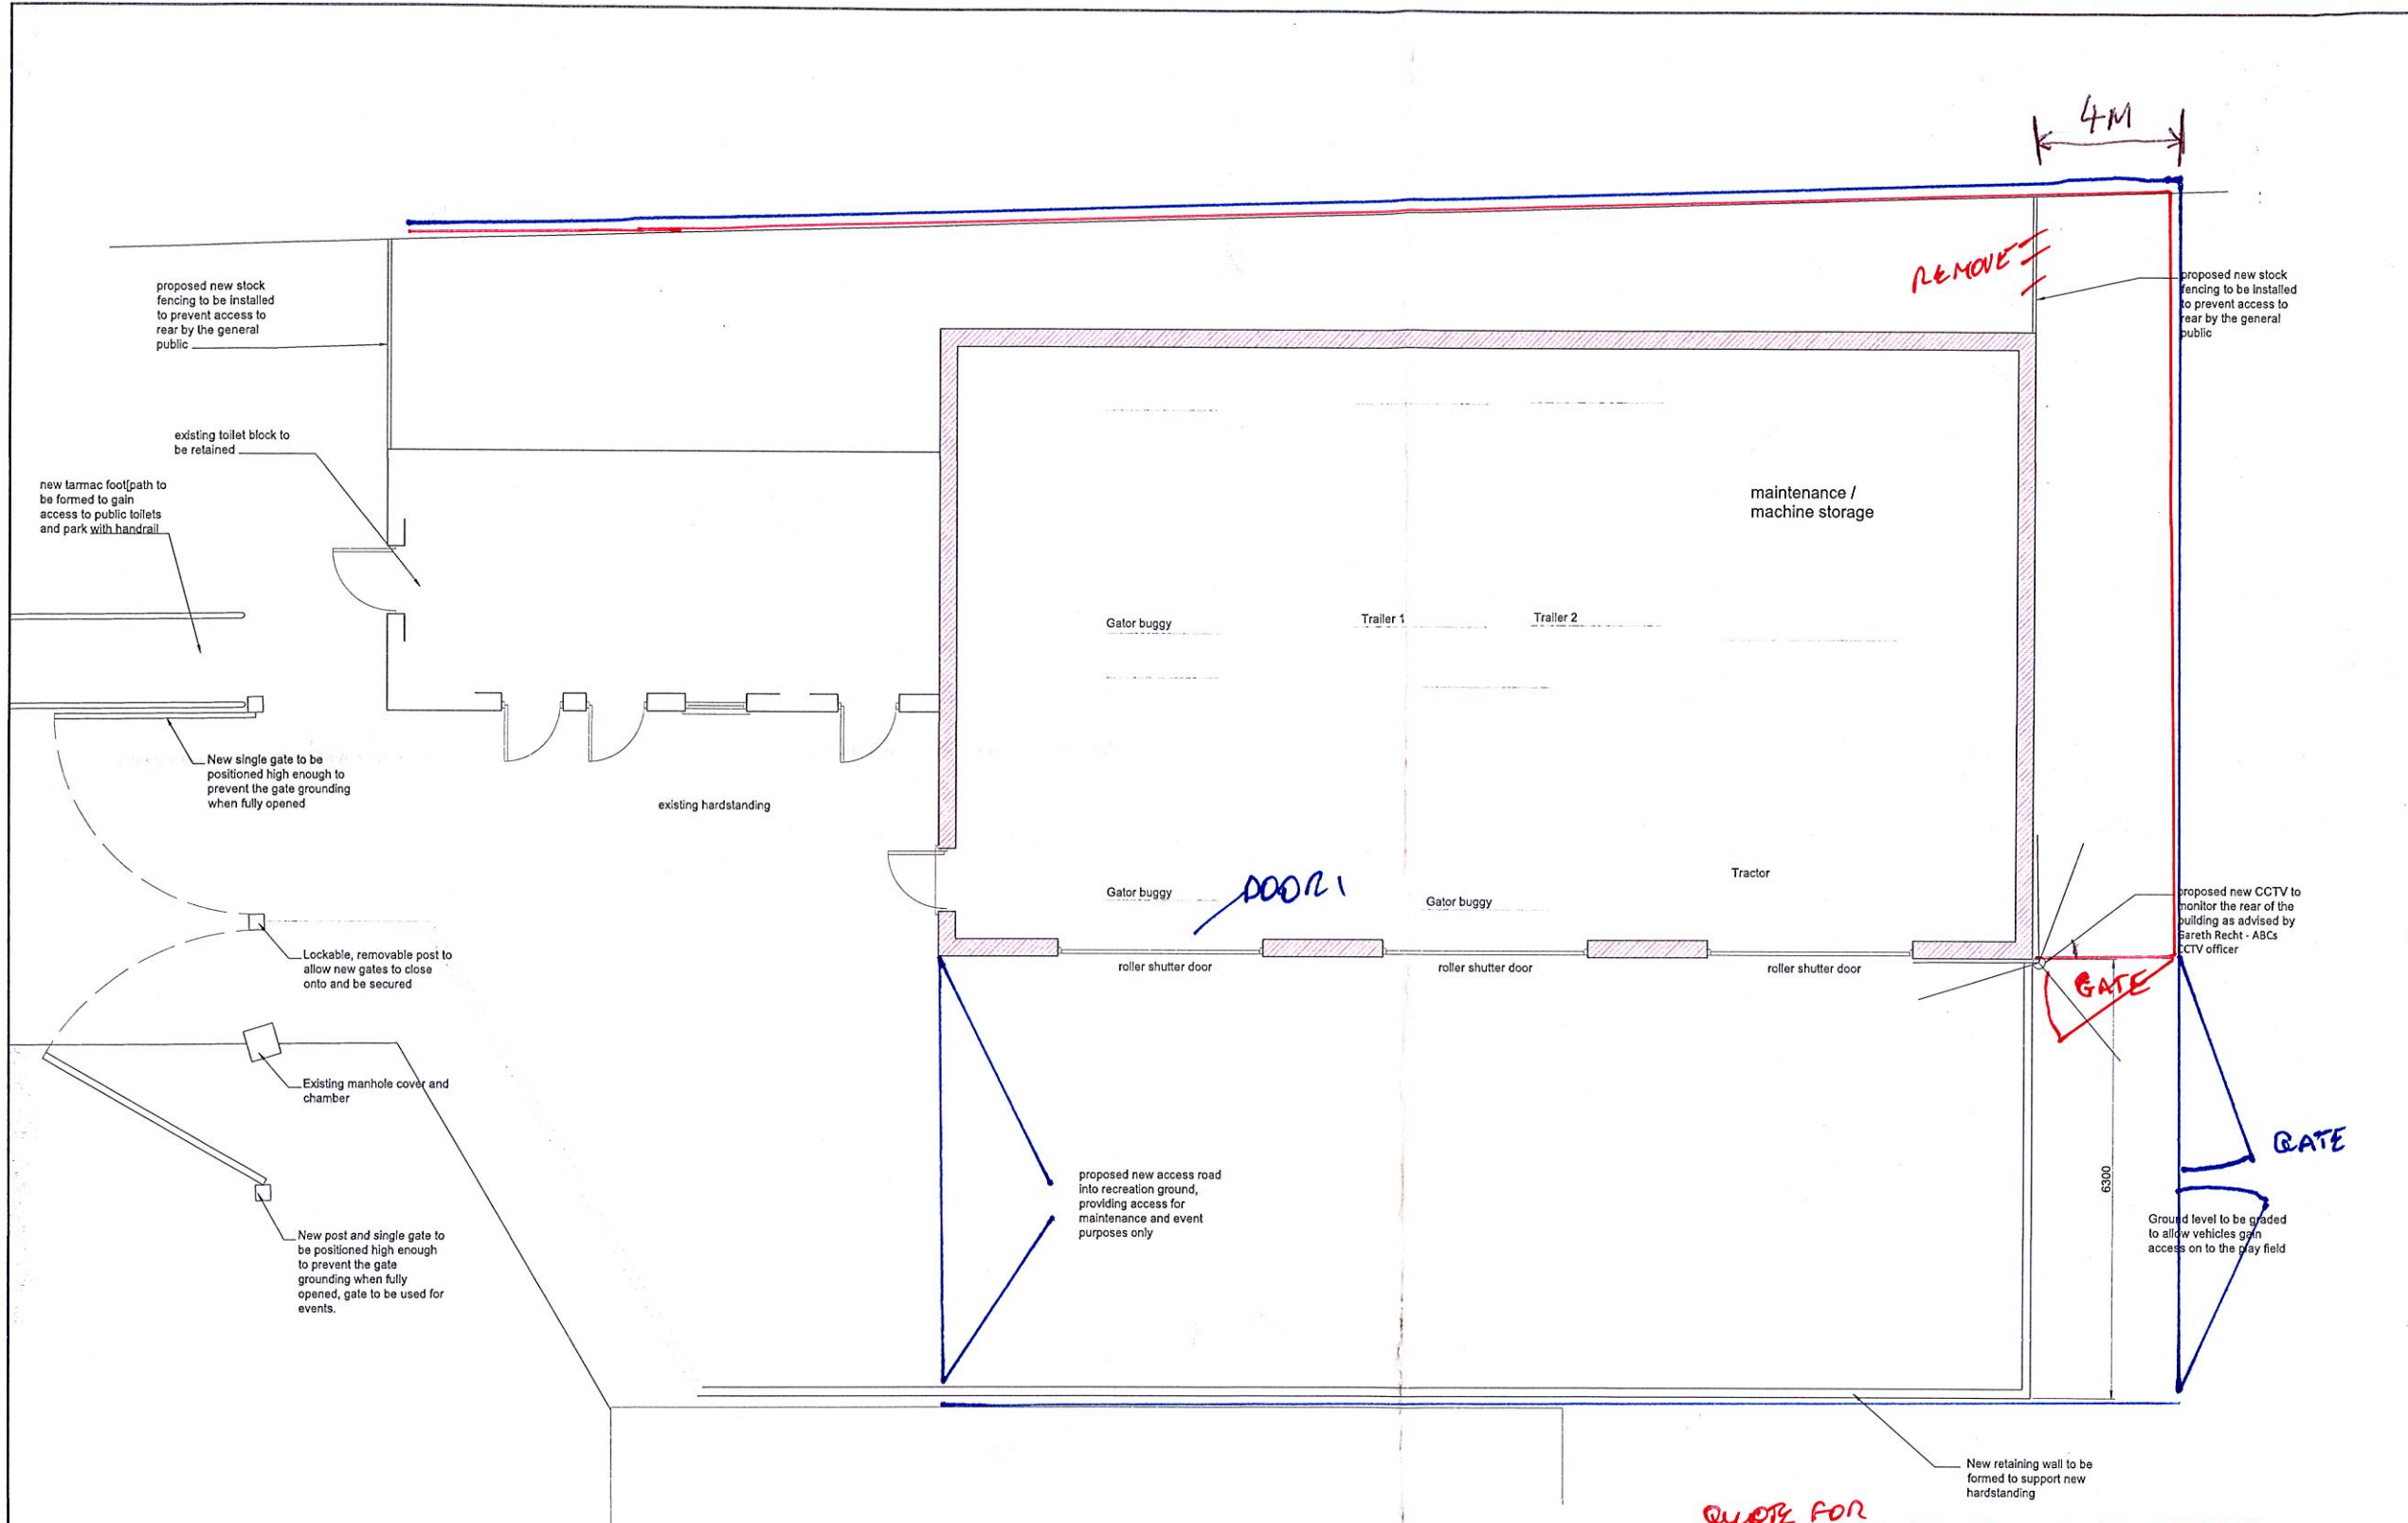 4M
REMOVE
proposed new stock
fencing to be installed
to prevent access to
rear by the general
public
proposed new stock
fencing to be installed
to prevent access to
rear by the general
public
existing toilet block to
be retained
new tarmac foot[path to
be formed to gain
access to public toilets
and park with handrail
maintenance /
machine storage
Gator buggy
Trailer 1
Trailer 2
New single gate to be
positioned high enough to
prevent the gate grounding
when fully opened
existing hardstanding
Gator buggy
DOOR 1
Gator buggy
Tractor
proposed new CCTV to
monitor the rear of the
building as advised by
Gareth Recht - ABCs
CCTV officer
roller shutter door
roller shutter door
roller shutter door
GATE
Lockable, removable post to
allow new gates to close
onto and be secured
Existing manhole cover and
chamber
GATE
proposed new access road
into recreation ground,
providing access for
maintenance and event
purposes only
6300
Ground level to be graded
to allow vehicles gain
access on to the play field
New post and single gate to
be positioned high enough
to prevent the gate
grounding when fully
opened, gate to be used for
events.
New retaining wall to be
formed to support new
hardstanding
QUOTE FOR